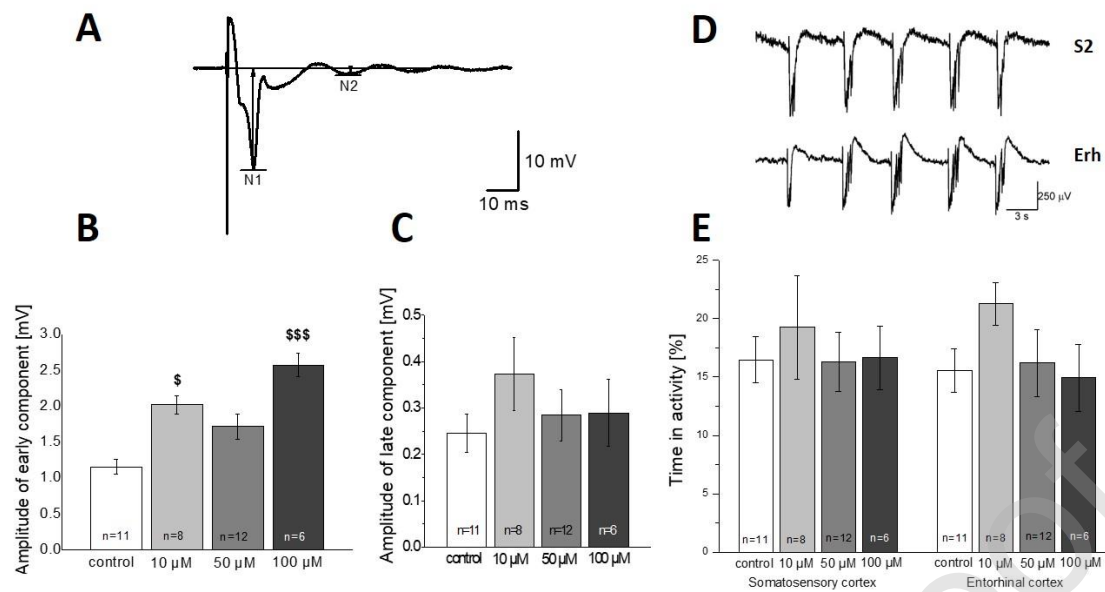 A
N1
N2
10 mV
10 ms
D
S2
Erh
250 µV
3 s
B
Amplitude of early component [mV]
3.0
2.5
2.0
1.5
1.0
0.5
0.0
$
$$$
n=11
n=8
n=12
n=6
control
10 µM
50 µM
100 µM
C
Amplitude of late component [mV]
0.5
0.4
0.3
0.2
0.1
0.0
n=11
n=8
n=12
n=6
control
10 µM
50 µM
100 µM
E
Time in activity [%]
25
20
15
10
5
0
n=11
n=8
n=12
n=6
n=11
n=8
n=12
n=6
control 10 µM 50 µM 100 µM
control 10 µM 50 µM 100 µM
Somatosensory cortex
Entorhinal cortex